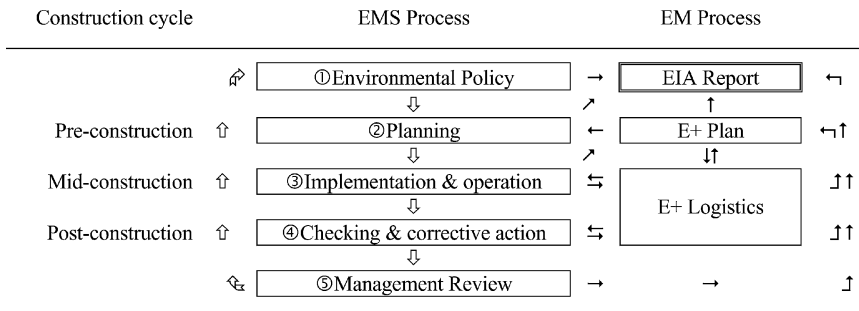 Construction cycle EMS Process EM Process
①Environmental Policy EIA Report
Pre-construction ②Planning E+ Plan
Mid-construction ③Implementation & operation
E+ Logistics
Post-construction ④Checking & corrective action
⑤Management Review